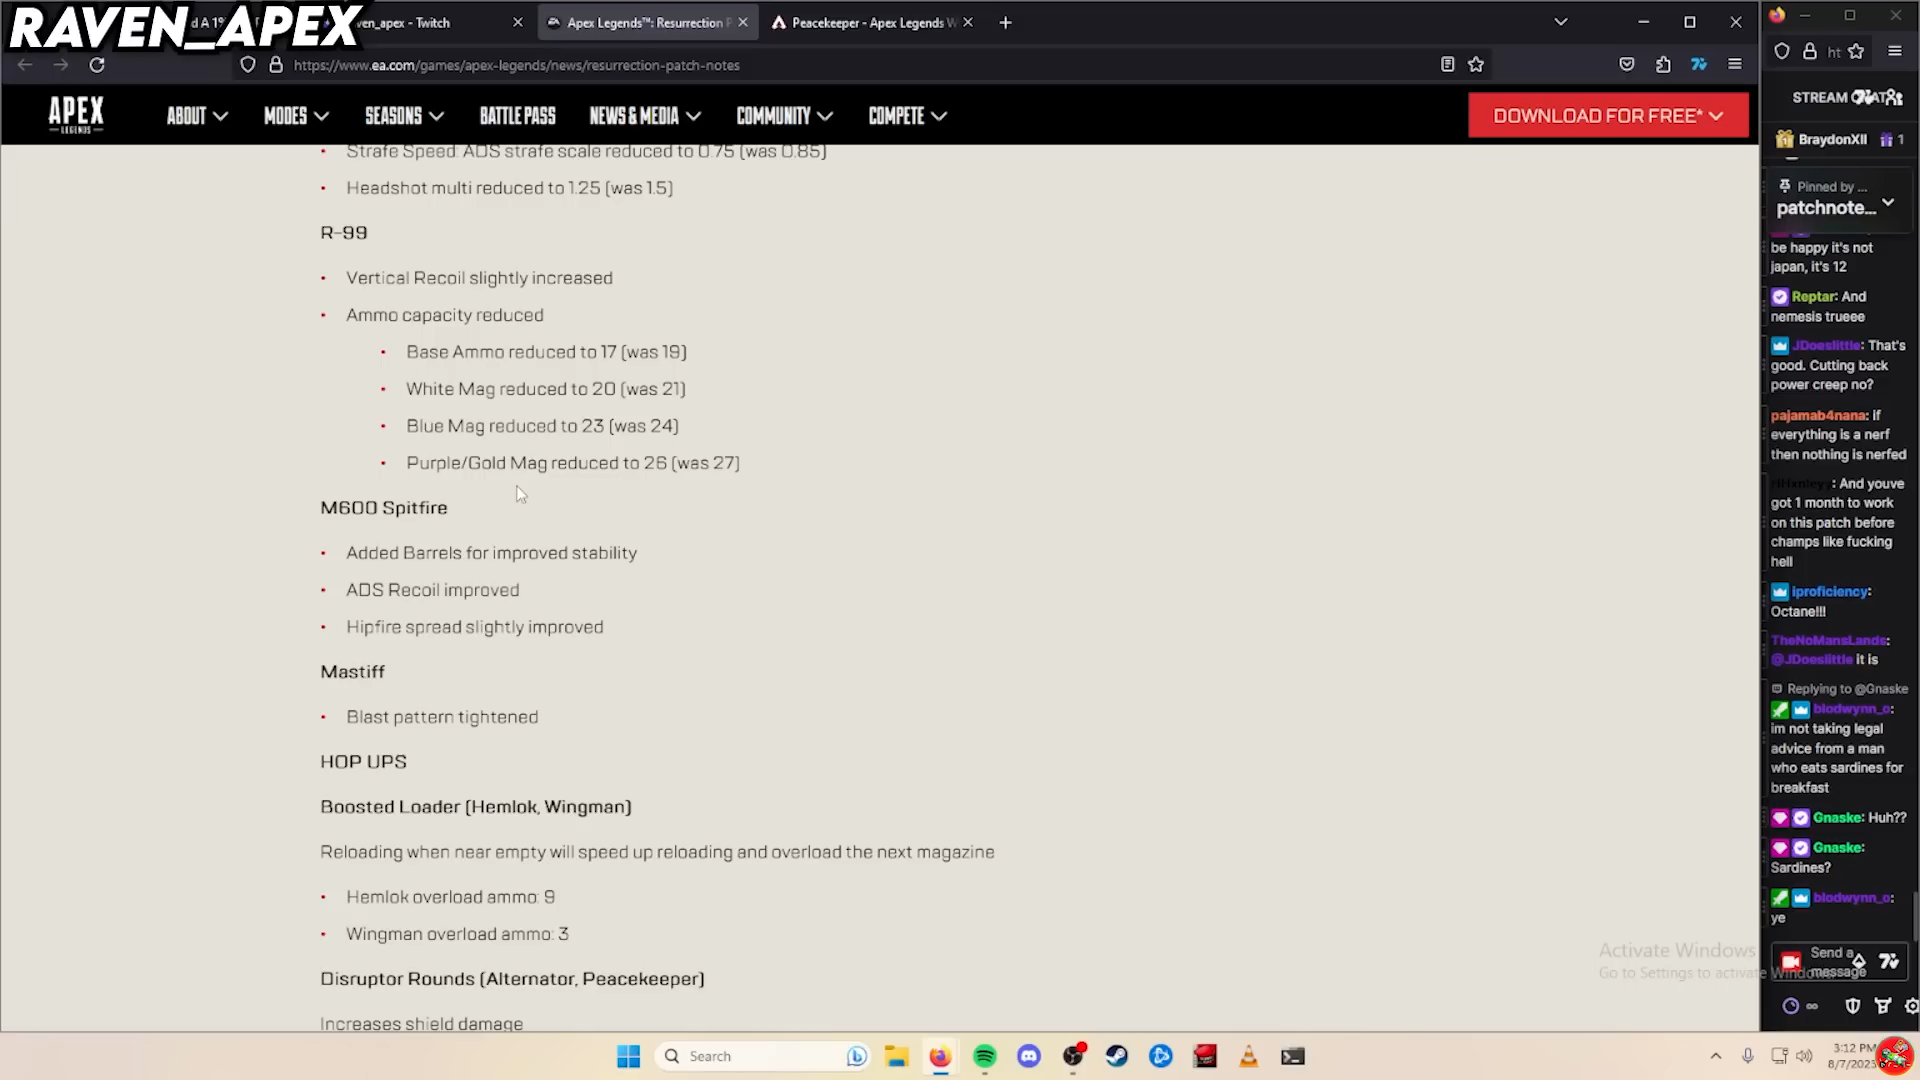 RAVEN_APEX
ven_apex - Twitch
Apex Legends™: Resurrection P
Peacekeeper - Apex Legends W
https://www.ea.com/games/apex-legends/news/resurrection-patch-notes
ht
APEX
LEGENDS
ABOUT
MODES
SEASONS
BATTLE PASS
NEWS & MEDIA
COMMUNITY
COMPETE
DOWNLOAD FOR FREE*
Strafe Speed: ADS strafe scale reduced to 0.75 (was 0.85)
Headshot multi reduced to 1.25 (was 1.5)
R-99
Vertical Recoil slightly increased
Ammo capacity reduced
Base Ammo reduced to 17 (was 19)
White Mag reduced to 20 (was 21)
Blue Mag reduced to 23 (was 24)
Purple/Gold Mag reduced to 26 (was 27)
M600 Spitfire
Added Barrels for improved stability
ADS Recoil improved
Hipfire spread slightly improved
Mastiff
Blast pattern tightened
HOP UPS
Boosted Loader (Hemlok, Wingman)
Reloading when near empty will speed up reloading and overload the next magazine
Hemlok overload ammo: 9
Wingman overload ammo: 3
Disruptor Rounds (Alternator, Peacekeeper)
Increases shield damage
STREAM CHAT
BraydonXII 1
Pinned by ...
patchnote...
be happy it's not
japan, it's 12
Reptar: And
nemesis trueee
JDoeslittle: That's
good. Cutting back
power creep no?
pajamab4nana: if
everything is a nerf
then nothing is nerfed
: And youve
got 1 month to work
on this patch before
champs like fucking
hell
iproficiency:
Octane!!!
TheNoMansLands:
@JDoeslittle it is
Replying to @Gnaske
blodwynn_o:
im not taking legal
advice from a man
who eats sardines for
breakfast
Gnaske: Huh??
Gnaske:
Sardines?
blodwynn_o:
ye
Send a
message
Activate Windows
Go to Settings to activate Windows.
Search
3:12 PM
8/7/2023